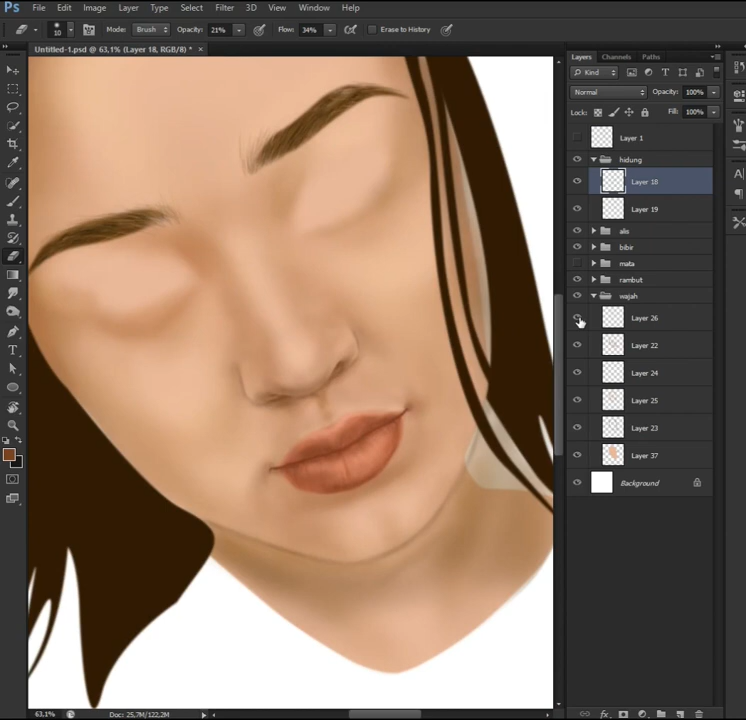 Ps File Edit Image Layer Type Select Filter 3D View Window Help
10 Mode: Brush Opacity: 21% Flow: 34% Erase to History
Untitled-1.psd @ 63,1% (Layer 18, RGB/8) * ×
Layers Channels Paths
Kind
Normal Opacity: 100%
Lock: Fill: 100%
Layer 1
hidung
Layer 18
Layer 19
alis
bibir
mata
rambut
wajah
Layer 26
Layer 22
Layer 24
Layer 25
Layer 23
Layer 37
Background
63,1% Doc: 25,7M/122,2M